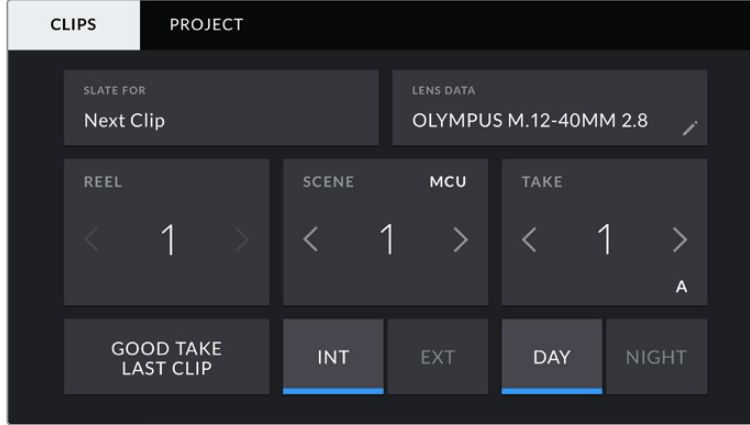 CLIPS PROJECT
SLATE FOR
Next Clip
LENS DATA
OLYMPUS M.12-40MM 2.8
REEL
1
SCENE MCU
1
TAKE
1
A
GOOD TAKE
LAST CLIP
INT EXT
DAY NIGHT